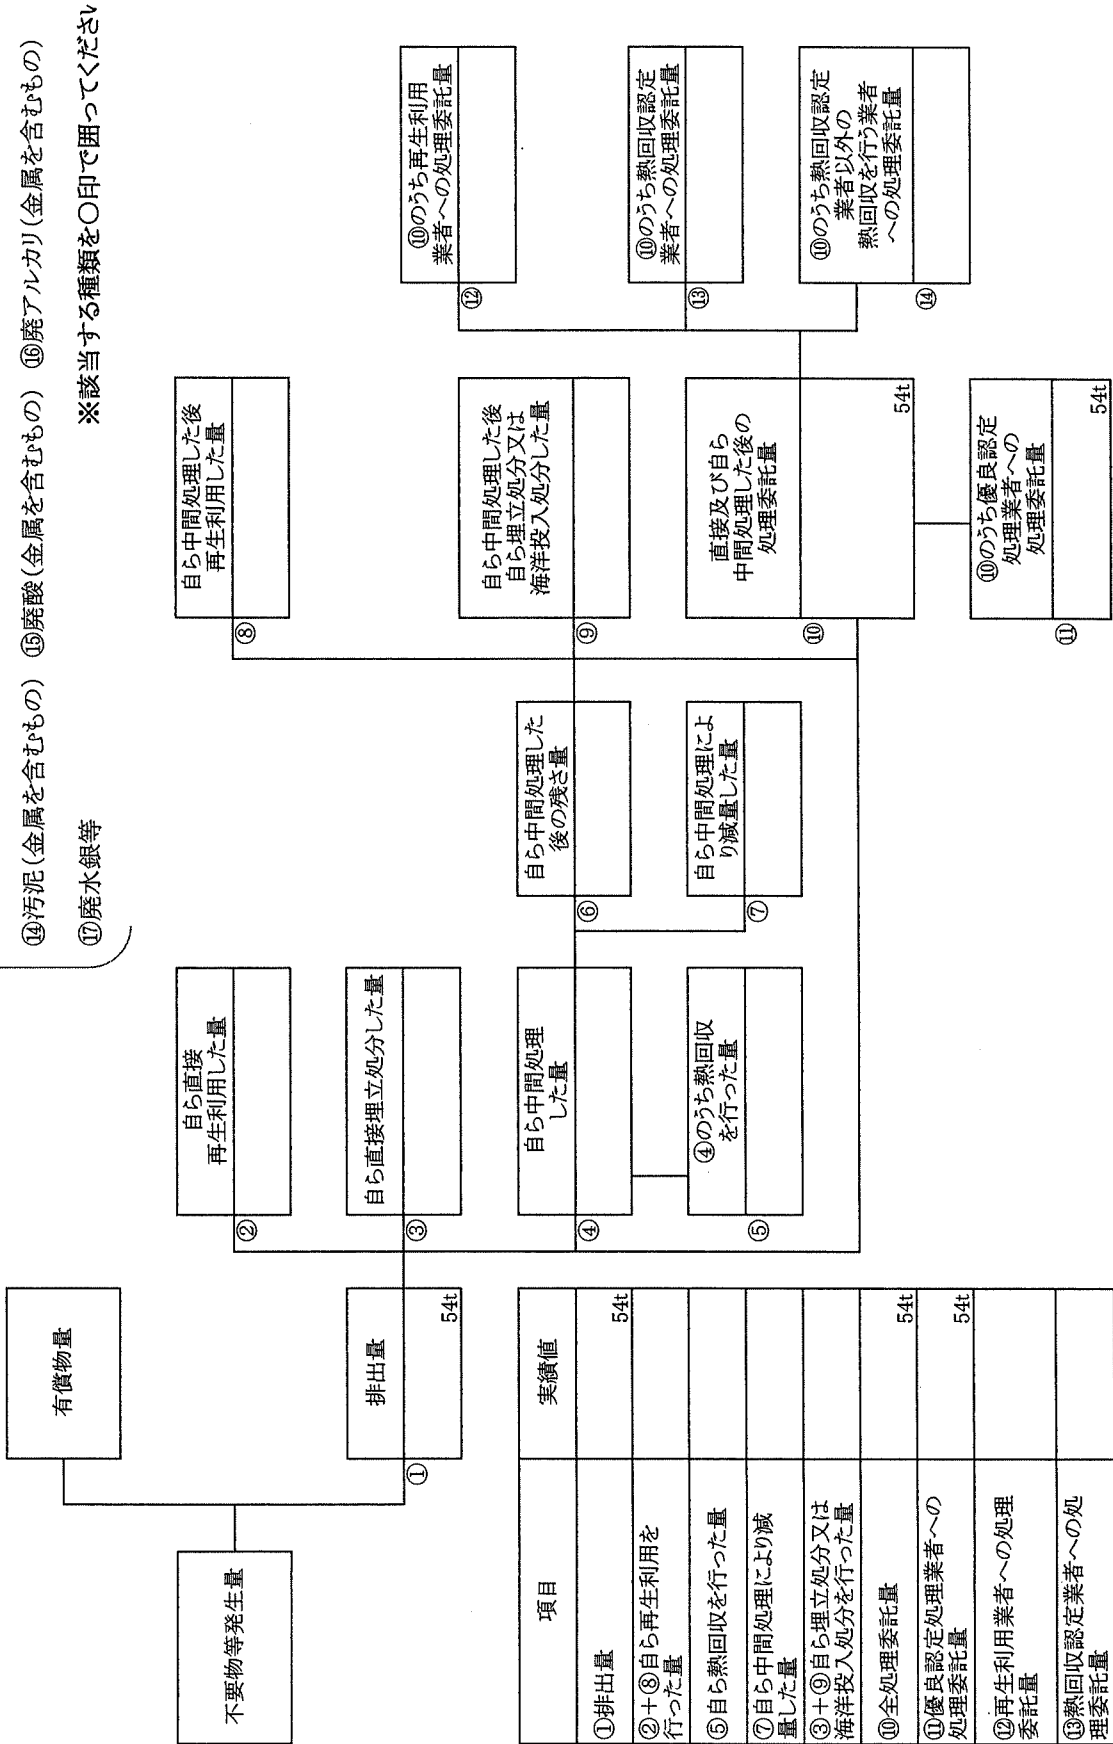 ⑭汚泥(金属を含むもの) ⑮廃酸(金属を含むもの) ⑯廃アルカリ(金属を含むもの)
⑰廃水銀等
※該当する種類を○印で囲ってください
不要物等発生量
有償物量
①
排出量
54t
②
自ら直接
再生利用した量
③
自ら直接埋立処分した量
④
自ら中間処理
した量
⑤
④のうち熱回収
を行った量
⑥
自ら中間処理した
後の残さ量
⑦
自ら中間処理によ
り減量した量
⑧
自ら中間処理した後
再生利用した量
⑨
自ら中間処理した後
自ら埋立処分又は
海洋投入処分した量
⑩
直接及び自ら
中間処理した後の
処理委託量
54t
⑪
⑩のうち優良認定
処理業者への
処理委託量
54t
⑫
⑩のうち再生利用
業者への処理委託量
⑬
⑩のうち熱回収認定
業者への処理委託量
⑭
⑩のうち熱回収認定
業者以外の
熱回収を行う業者
への処理委託量
項目 実績値
①排出量 54t
②+⑧自ら再生利用を
行った量
⑤自ら熱回収を行った量
⑦自ら中間処理により減
量した量
③+⑨自ら埋立処分又は
海洋投入処分を行った量
⑩全処理委託量 54t
⑪優良認定処理業者への
処理委託量 54t
⑫再生利用業者への処理
委託量
⑬熱回収認定業者への処
理委託量